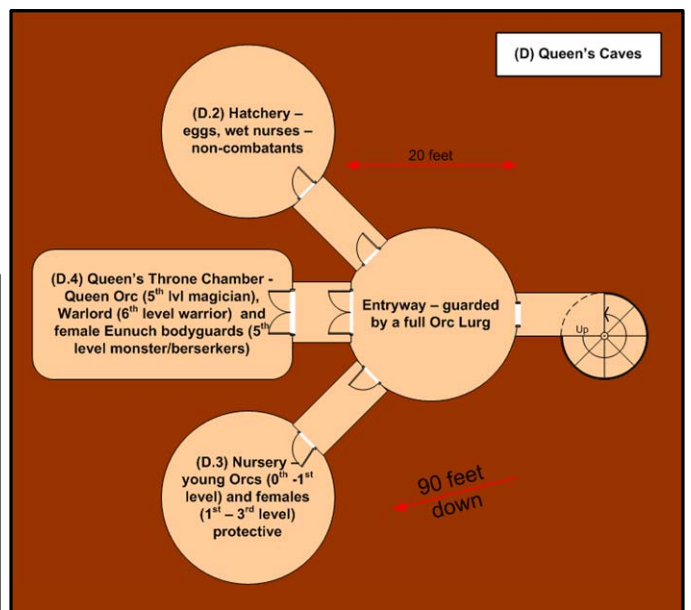 (D) Queen's Caves
(D.2) Hatchery –
eggs, wet nurses –
non-combatants
20 feet
(D.4) Queen's Throne Chamber -
Queen Orc (5th lvl magician),
Warlord (6th level warrior) and
female Eunuch bodyguards (5th
level monster/berserkers)
Entryway – guarded
by a full Orc Lurg
Up
(D.3) Nursery –
young Orcs (0th -1st
level) and females
(1st – 3rd level)
protective
90 feet
down